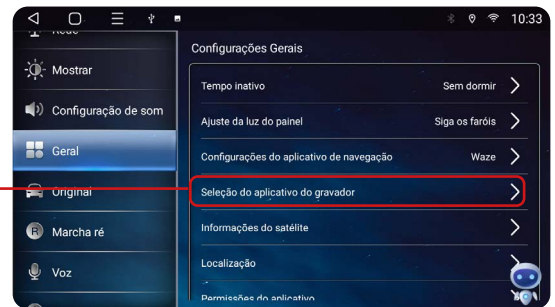 10:33
Rede
Mostrar
Configuração de som
Geral
Original
R Marcha ré
Voz
Configurações Gerais
Tempo inativo Sem dormir
Ajuste da luz do painel Siga os faróis
Configurações do aplicativo de navegação Waze
Seleção do aplicativo do gravador
Informações do satélite
Localização
Permissões do aplicativo